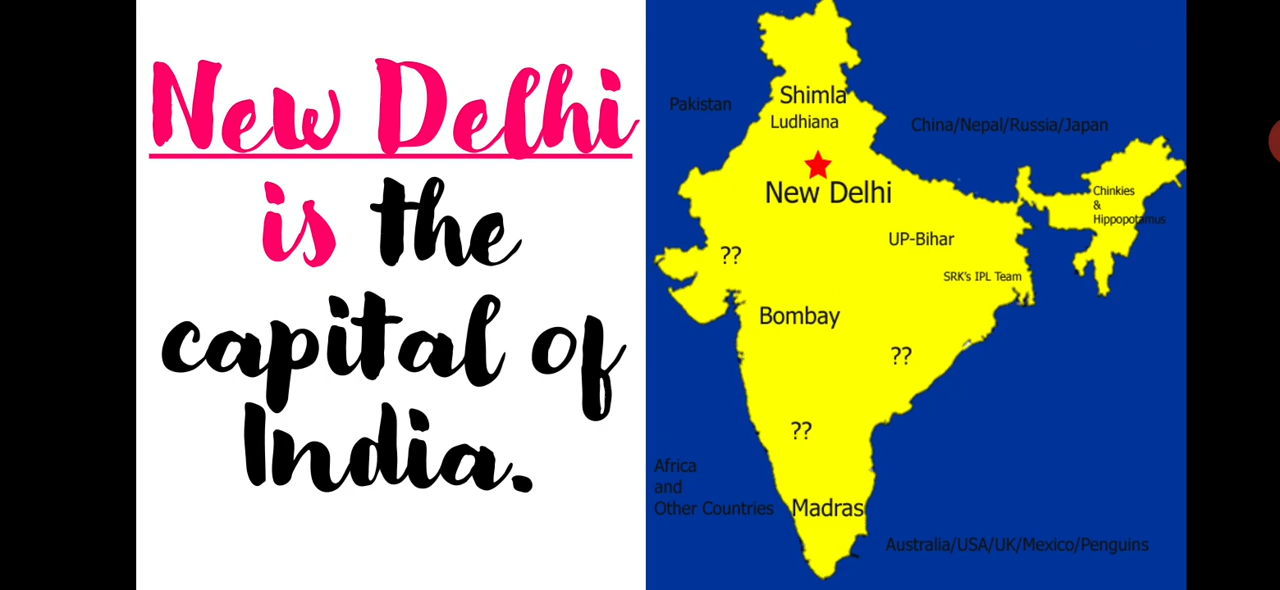 New Delhi
is the
capital of
India.
Pakistan
Shimla
Ludhiana
China/Nepal/Russia/Japan
New Delhi
Chinkies
&
Hippopotamus
UP-Bihar
??
SRK's IPL Team
Bombay
??
??
Africa
and
Other Countries
Madras
Australia/USA/UK/Mexico/Penguins